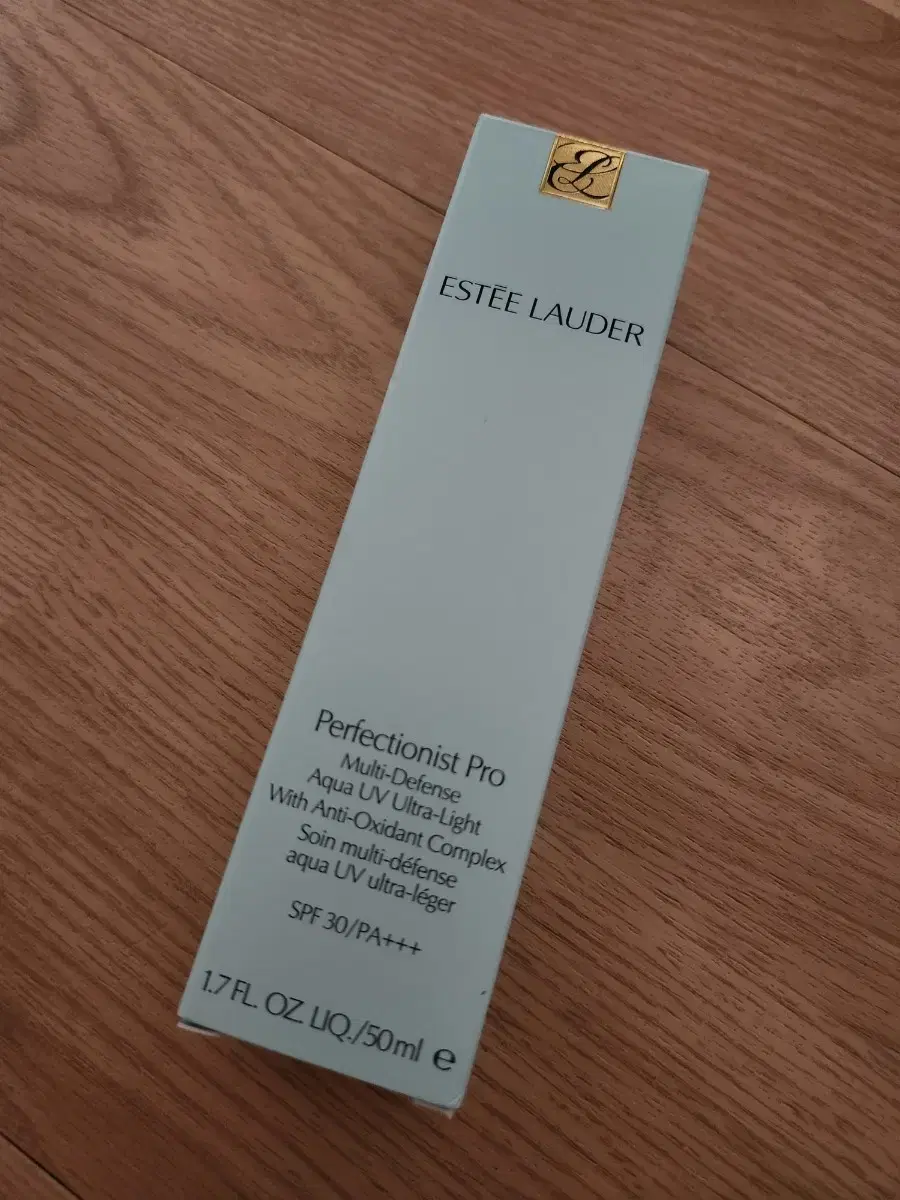 EL
ESTĒE LAUDER
Perfectionist Pro
Multi-Defense
Aqua UV Ultra-Light
With Anti-Oxidant Complex
Soin multi-défense
aqua UV ultra-léger
SPF 30/PA+++
1.7 FL. OZ. LIQ./50ml ℮